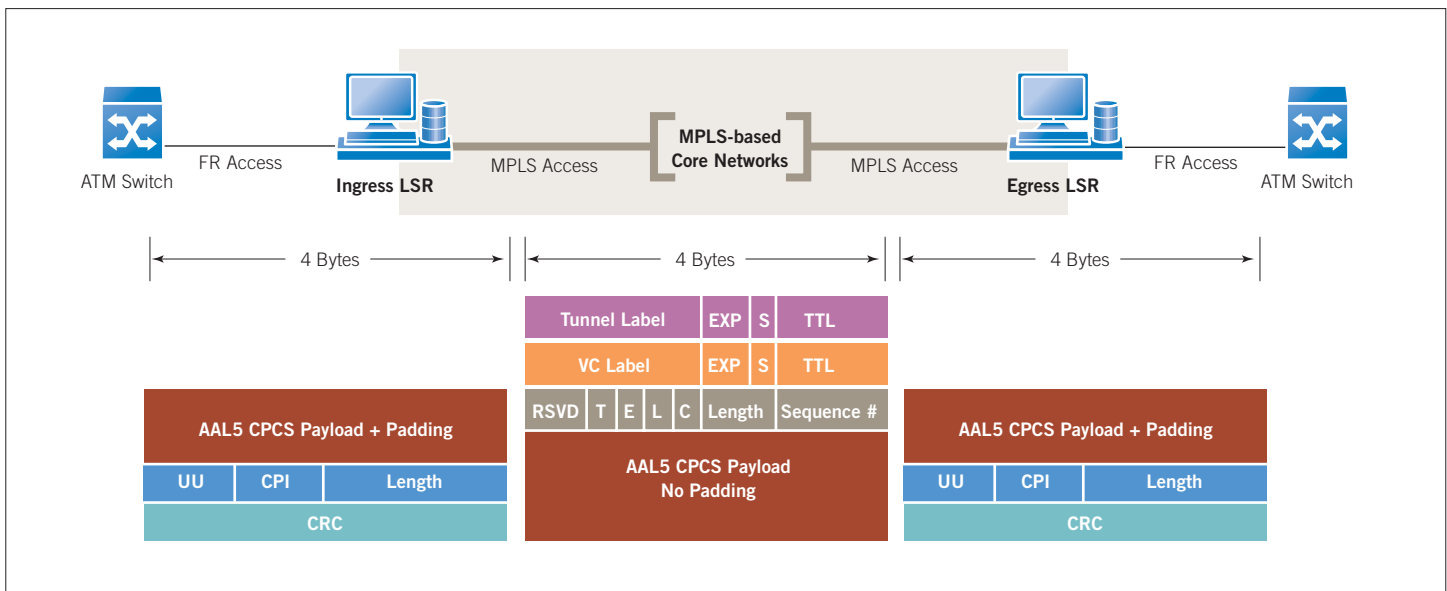 MPLS-based
Core Networks
FR Access
MPLS Access
MPLS Access
FR Access
ATM Switch
Ingress LSR
Egress LSR
ATM Switch
4 Bytes
4 Bytes
4 Bytes
Tunnel Label EXP S TTL
VC Label EXP S TTL
RSVD T E L C Length Sequence #
AAL5 CPCS Payload + Padding
UU CPI Length
CRC
AAL5 CPCS Payload
No Padding
AAL5 CPCS Payload + Padding
UU CPI Length
CRC